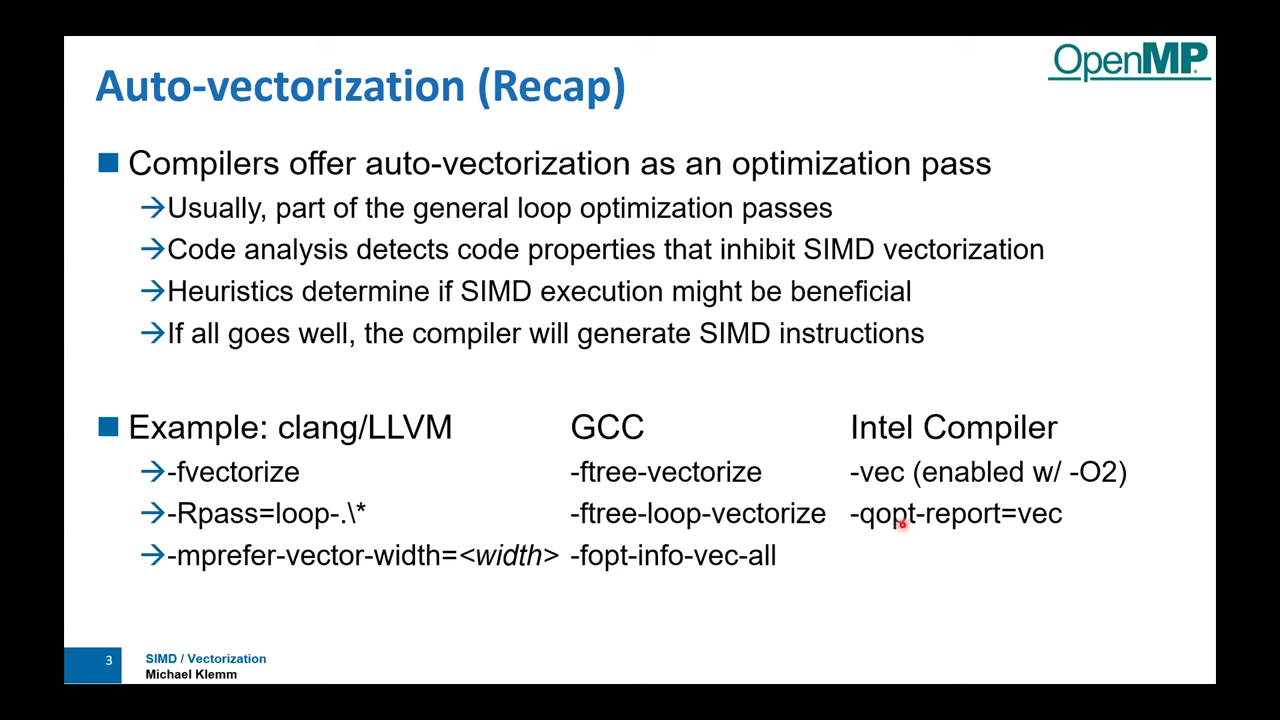 Auto-vectorization (Recap)
OpenMP
Compilers offer auto-vectorization as an optimization pass
→Usually, part of the general loop optimization passes
→Code analysis detects code properties that inhibit SIMD vectorization
→Heuristics determine if SIMD execution might be beneficial
→If all goes well, the compiler will generate SIMD instructions
Example: clang/LLVM GCC Intel Compiler
→-fvectorize -ftree-vectorize -vec (enabled w/ -O2)
→-Rpass=loop-.\* -ftree-loop-vectorize -qopt-report=vec
→-mprefer-vector-width=<width> -fopt-info-vec-all
3 SIMD / Vectorization
Michael Klemm